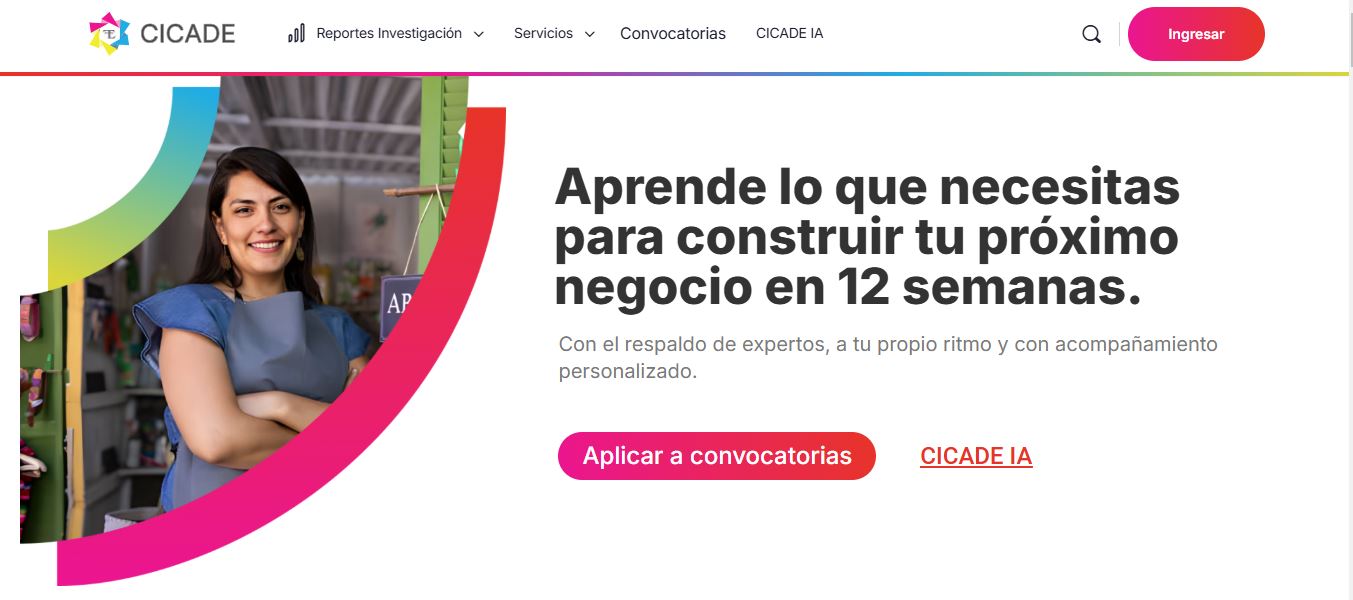 CICADE
Reportes Investigación
Servicios
Convocatorias
CICADE IA
Ingresar
Aprende lo que necesitas
para construir tu próximo
negocio en 12 semanas.
Con el respaldo de expertos, a tu propio ritmo y con acompañamiento
personalizado.
Aplicar a convocatorias
CICADE IA